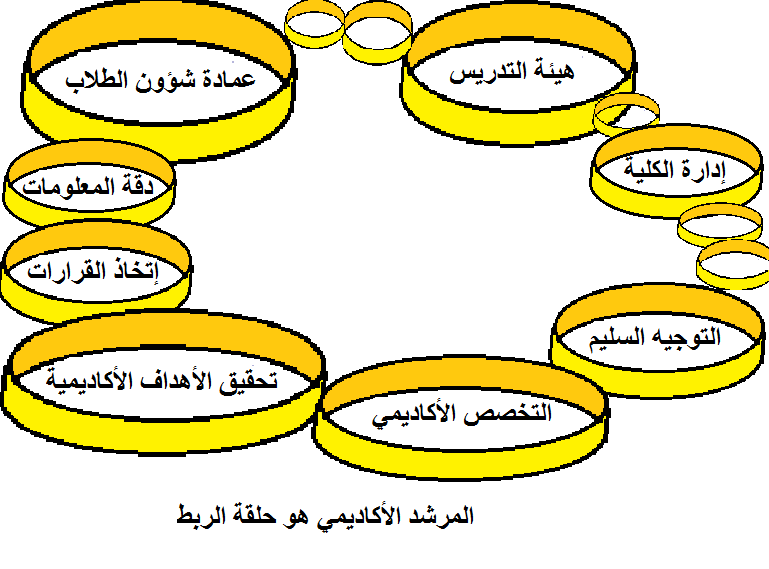 هيئة التدريس
عمادة شؤون الطلاب
إدارة الكلية
دقة المعلومات
إتخاذ القرارات
التوجيه السليم
تحقيق الأهداف الأكاديمية
التخصص الأكاديمي
المرشد الأكاديمي هو حلقة الربط